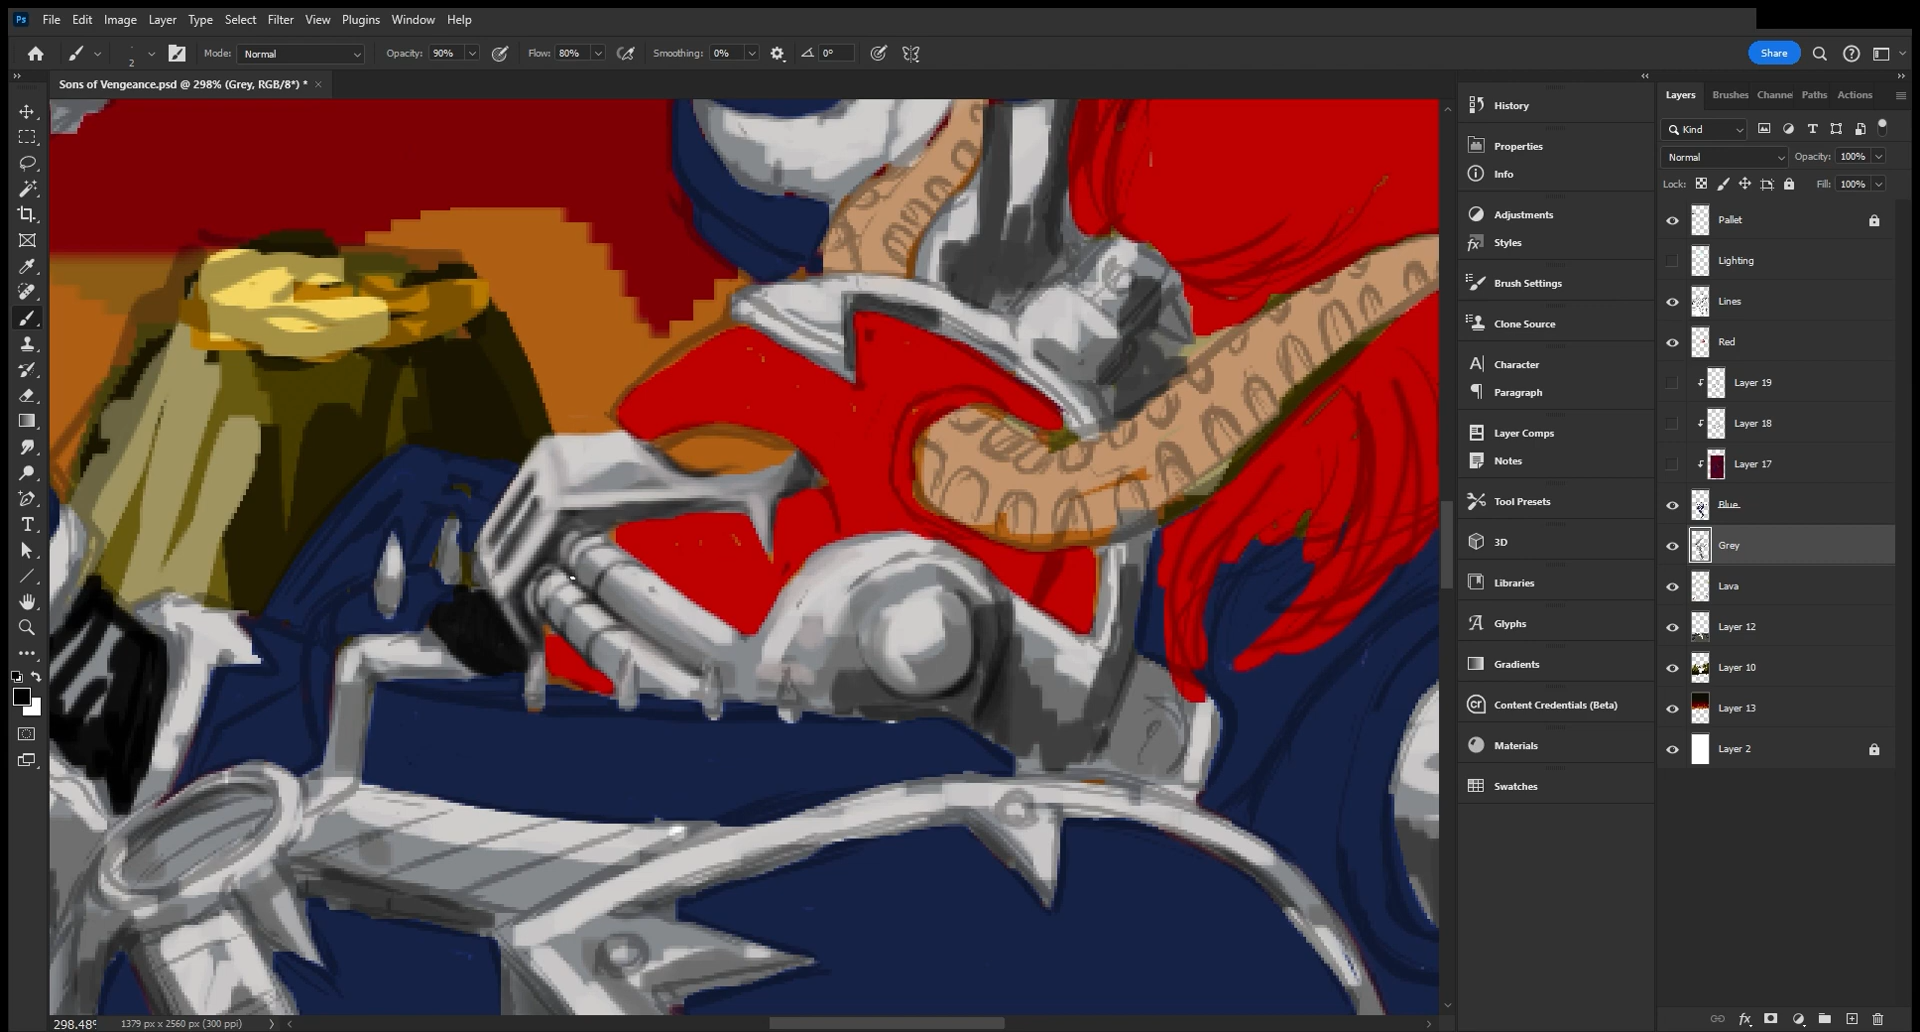 Ps File Edit Image Layer Type Select Filter View Plugins Window Help
2 Mode: Normal Opacity: 90% Flow: 80% Smoothing: 0% 0° Share
Sons of Vengeance.psd @ 298% (Grey, RGB/8*) *
History
Properties
Info
Adjustments
Styles
Brush Settings
Clone Source
Character
Paragraph
Layer Comps
Notes
Tool Presets
3D
Libraries
Glyphs
Gradients
Content Credentials (Beta)
Materials
Swatches
Layers Brushes Channe Paths Actions
Kind
Normal Opacity: 100%
Lock: Fill: 100%
Pallet
Lighting
Lines
Red
Layer 19
Layer 18
Layer 17
Blue
Grey
Lava
Layer 12
Layer 10
Layer 13
Layer 2
298.48% 1379 px x 2560 px (300 ppi)